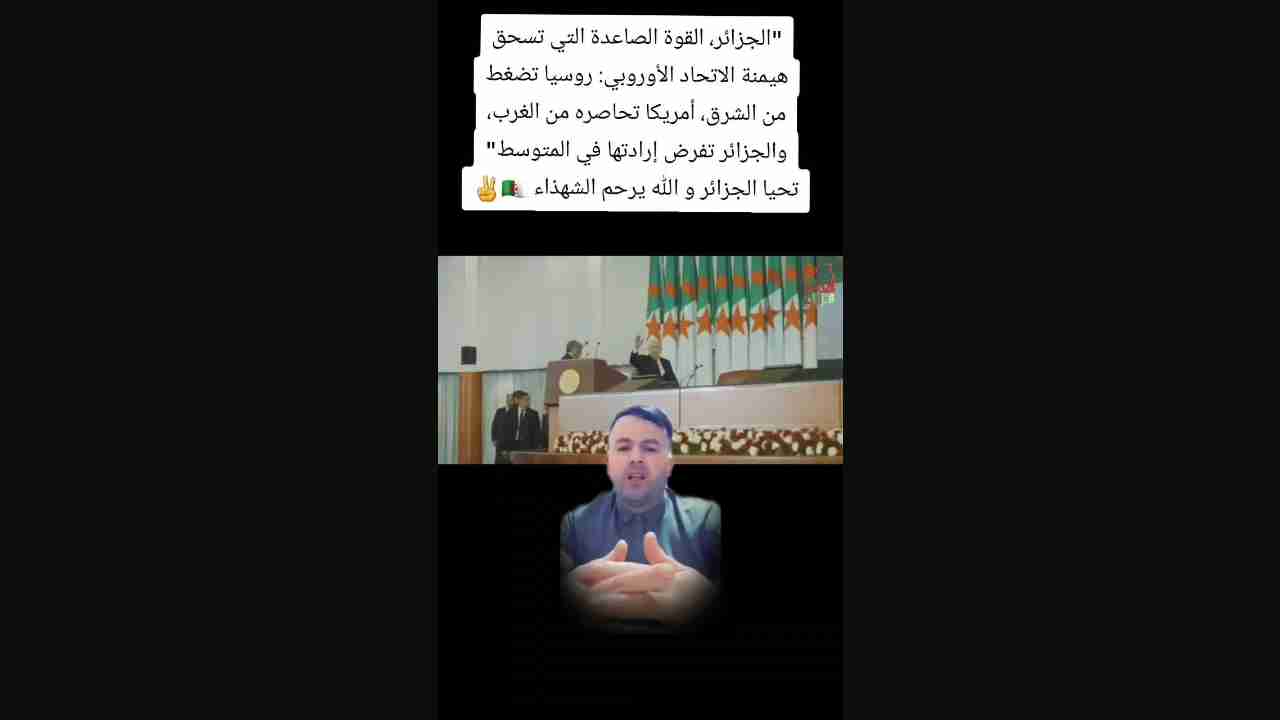 "الجزائر، القوة الصاعدة التي تسحق
هيمنة الاتحاد الأوروبي: روسيا تضغط
من الشرق، أمريكا تحاصره من الغرب،
والجزائر تفرض إرادتها في المتوسط"
تحيا الجزائر و الله يرحم الشهذاء 🇩🇿✌️